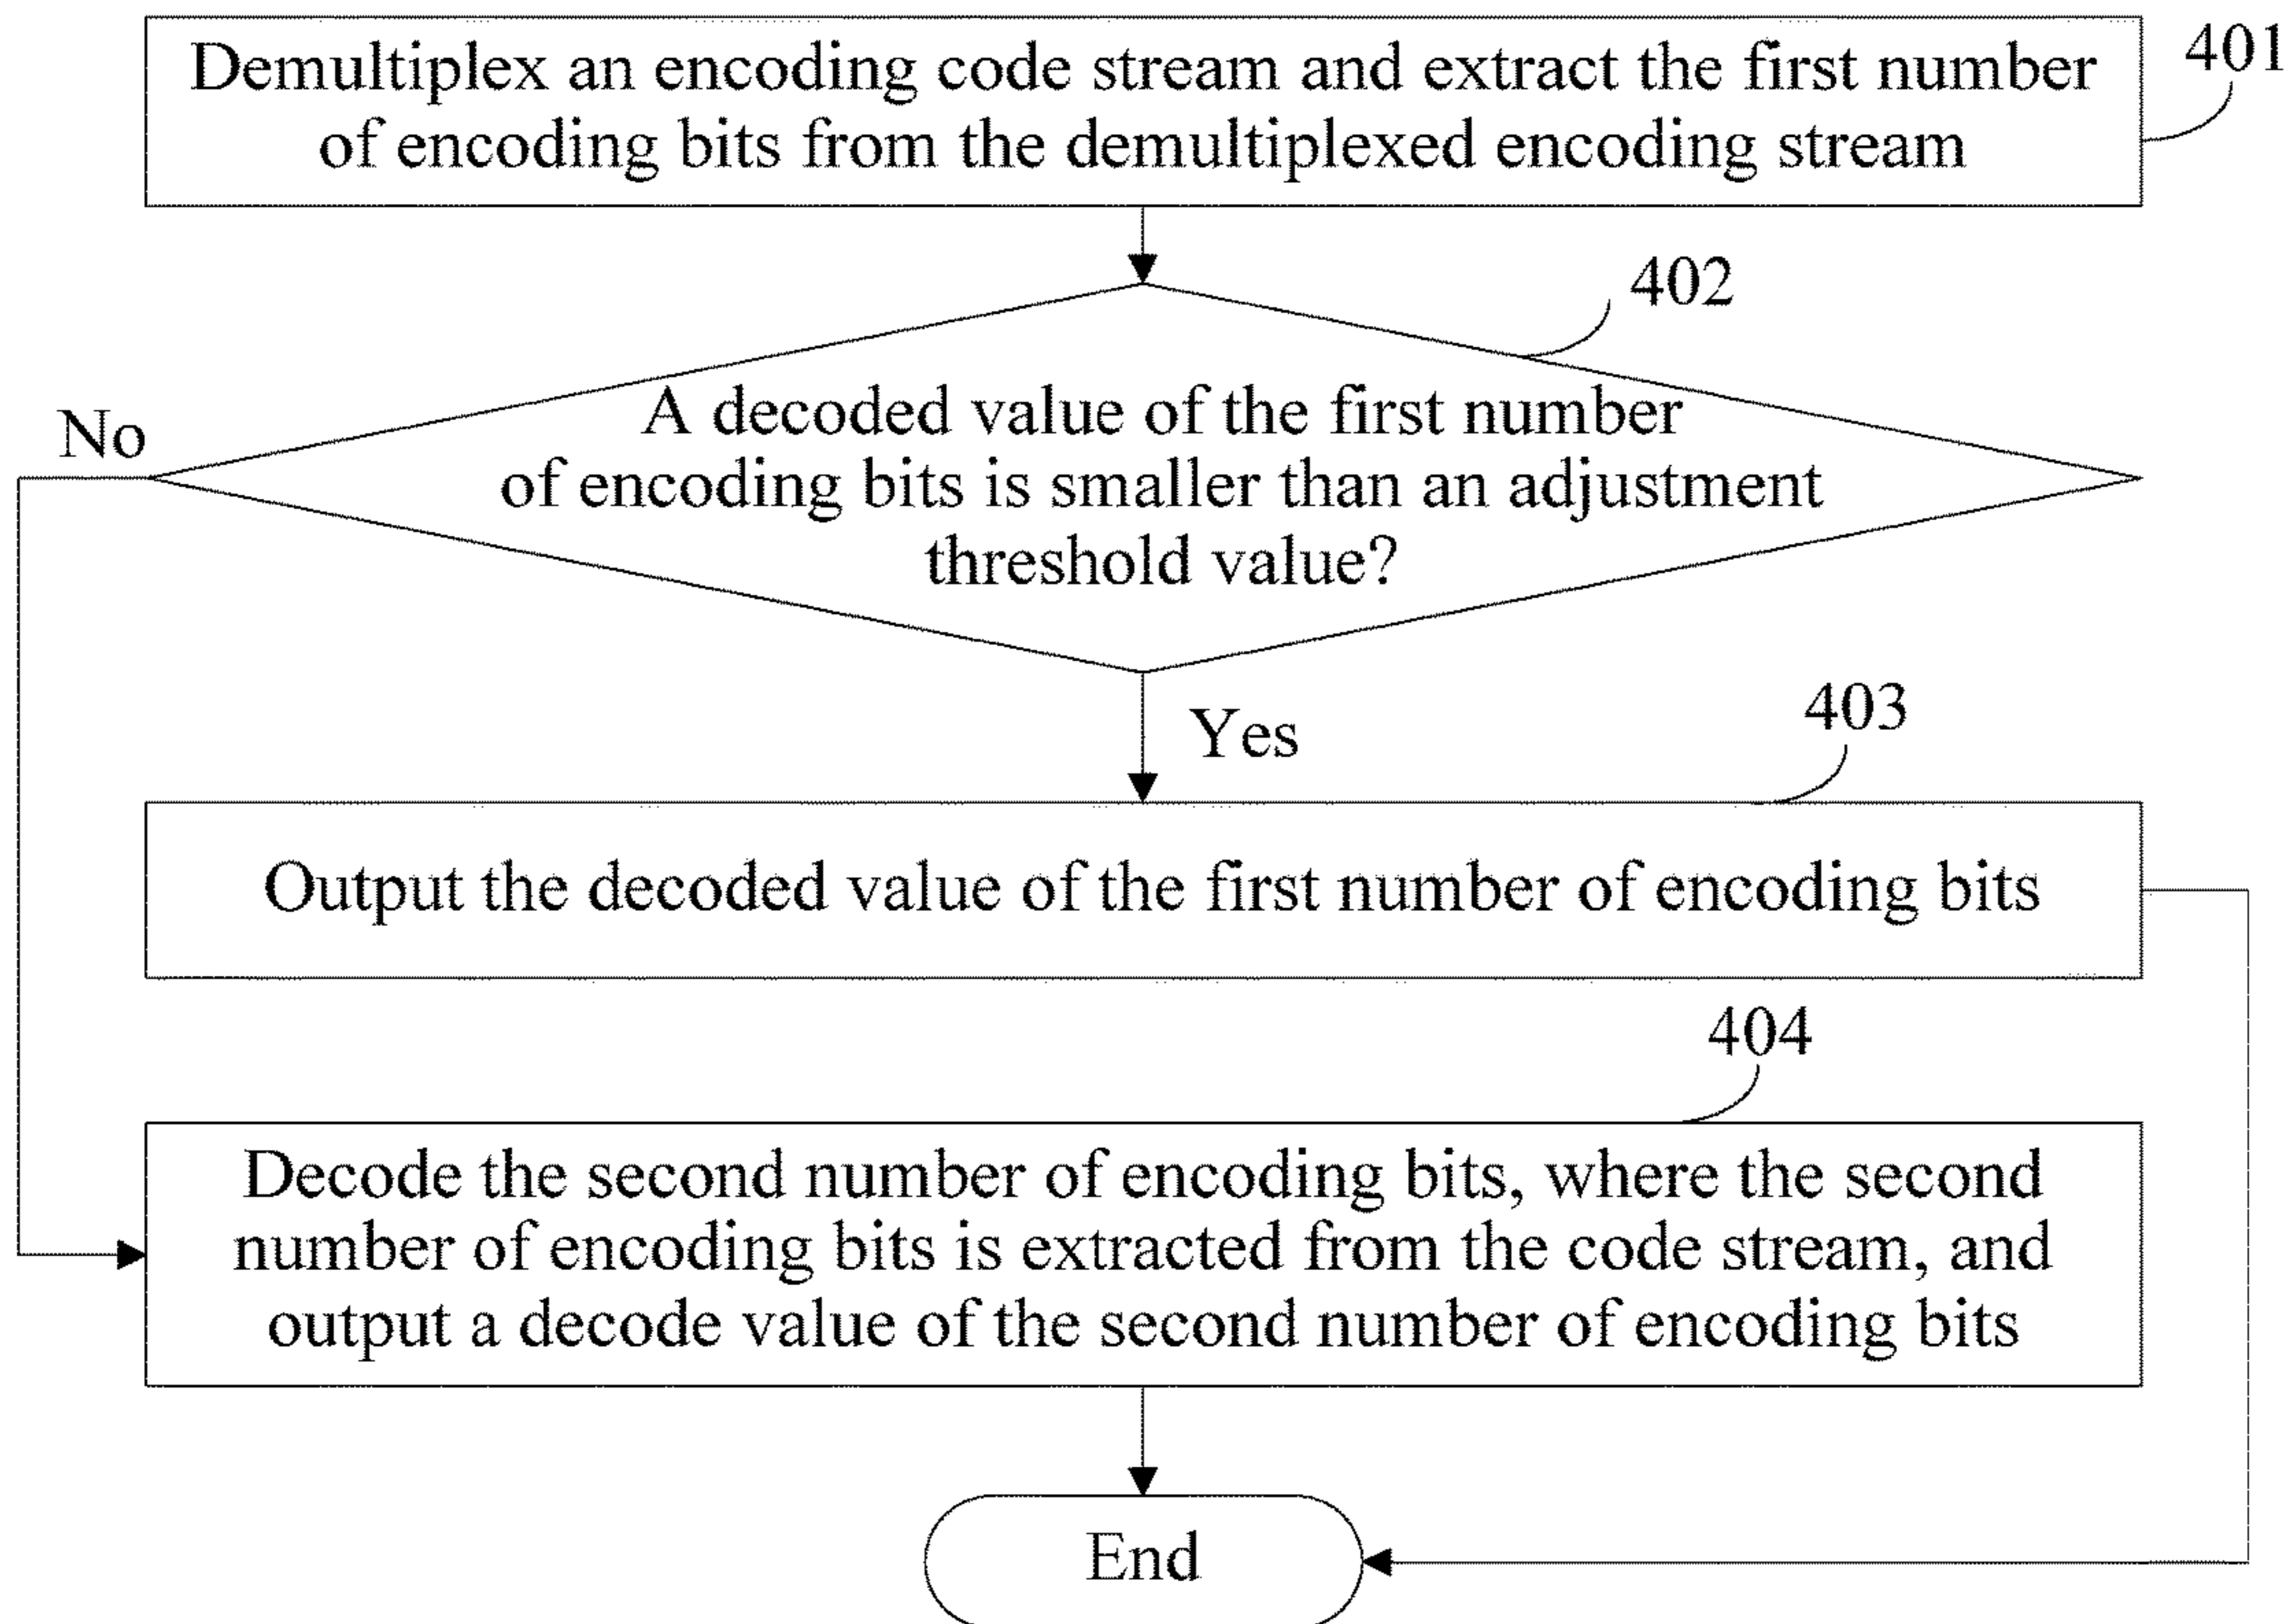 Demultiplex an encoding code stream and extract the first number
of encoding bits from the demultiplexed encoding stream
401
402
A decoded value of the first number
of encoding bits is smaller than an adjustment
threshold value?
No
Yes
403
Output the decoded value of the first number of encoding bits
404
Decode the second number of encoding bits, where the second
number of encoding bits is extracted from the code stream, and
output a decode value of the second number of encoding bits
End